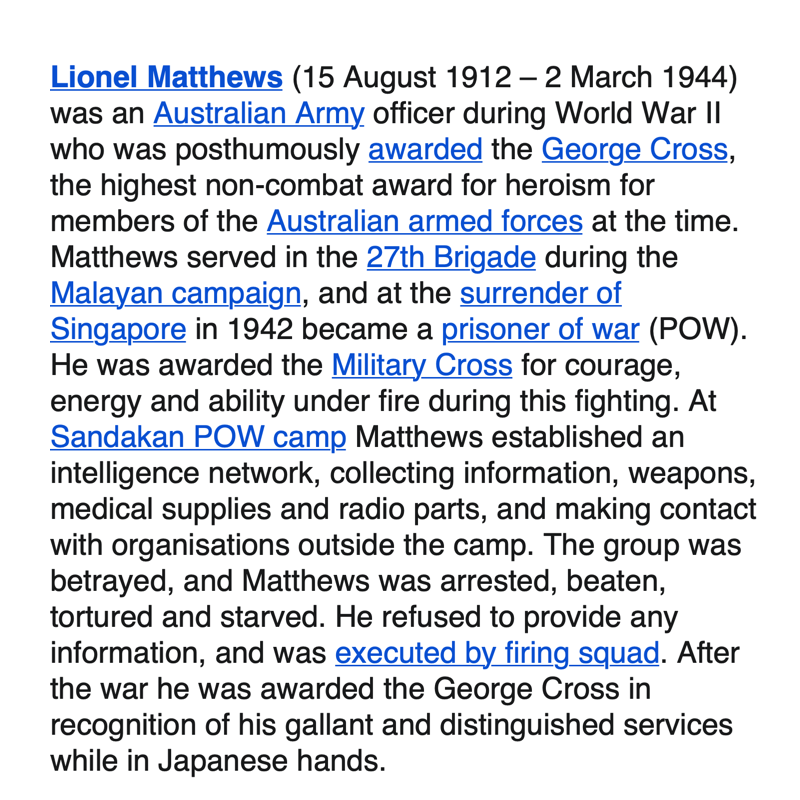 Lionel Matthews (15 August 1912 – 2 March 1944)
was an Australian Army officer during World War II
who was posthumously awarded the George Cross,
the highest non-combat award for heroism for
members of the Australian armed forces at the time.
Matthews served in the 27th Brigade during the
Malayan campaign, and at the surrender of
Singapore in 1942 became a prisoner of war (POW).
He was awarded the Military Cross for courage,
energy and ability under fire during this fighting. At
Sandakan POW camp Matthews established an
intelligence network, collecting information, weapons,
medical supplies and radio parts, and making contact
with organisations outside the camp. The group was
betrayed, and Matthews was arrested, beaten,
tortured and starved. He refused to provide any
information, and was executed by firing squad. After
the war he was awarded the George Cross in
recognition of his gallant and distinguished services
while in Japanese hands.